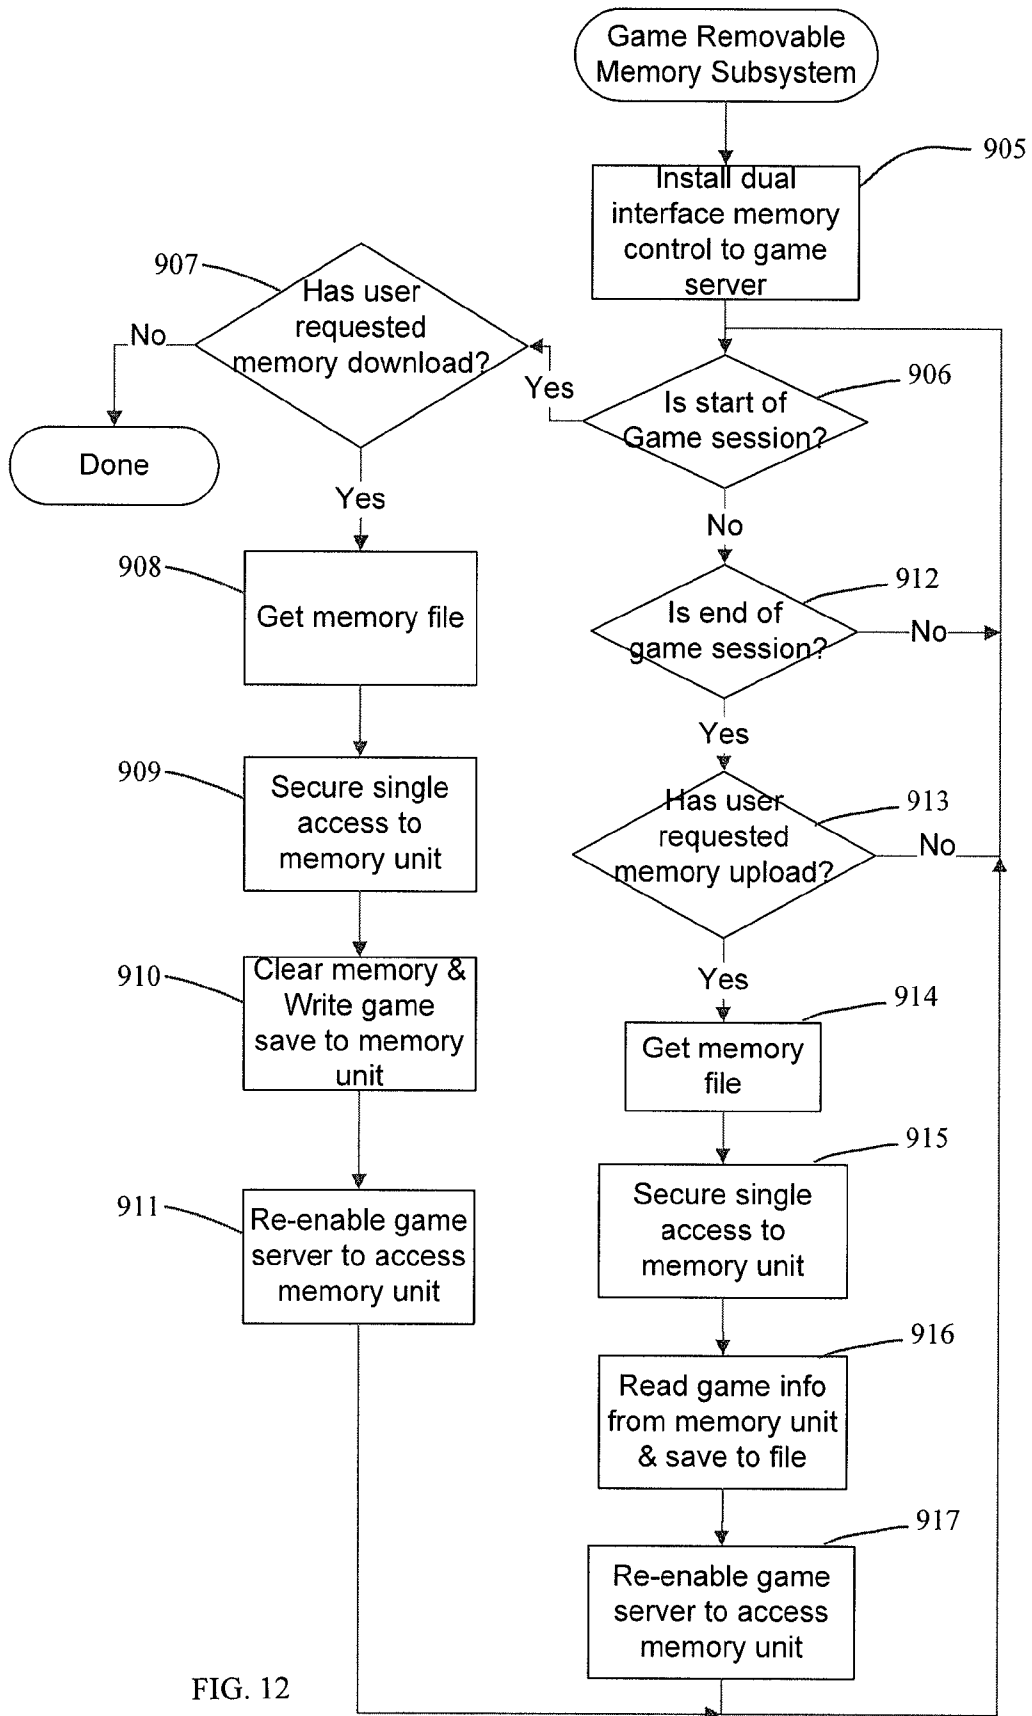 Game Removable
Memory Subsystem
905
Install dual
interface memory
control to game
server
907
Has user
requested
memory download?
No
Done
Yes
906
Is start of
Game session?
Yes
No
908
Get memory file
912
Is end of
game session?
No
Yes
909
Secure single
access to
memory unit
913
Has user
requested
memory upload?
No
Yes
910
Clear memory &
Write game
save to memory
unit
914
Get memory
file
911
Re-enable game
server to access
memory unit
915
Secure single
access to
memory unit
916
Read game info
from memory unit
& save to file
917
Re-enable game
server to access
memory unit
FIG. 12